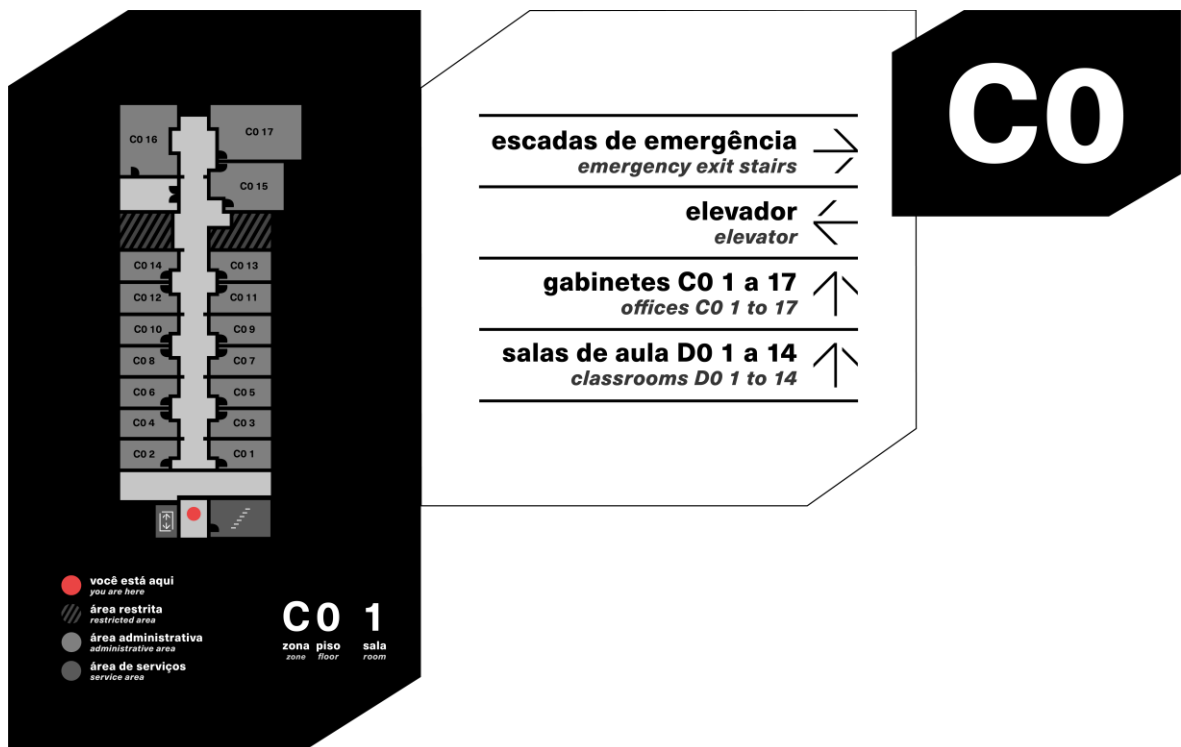 C0 16
C0 17
C0 15
C0 14
C0 13
C0 12
C0 11
C0 10
C0 9
C0 8
C0 7
C0 6
C0 5
C0 4
C0 3
C0 2
C0 1
você está aqui
you are here
área restrita
restricted area
área administrativa
administrative area
área de serviços
service area
C0 1
zona piso sala
zone floor room
escadas de emergência
emergency exit stairs
elevador
elevator
gabinetes C0 1 a 17
offices C0 1 to 17
salas de aula D0 1 a 14
classrooms D0 1 to 14
C0